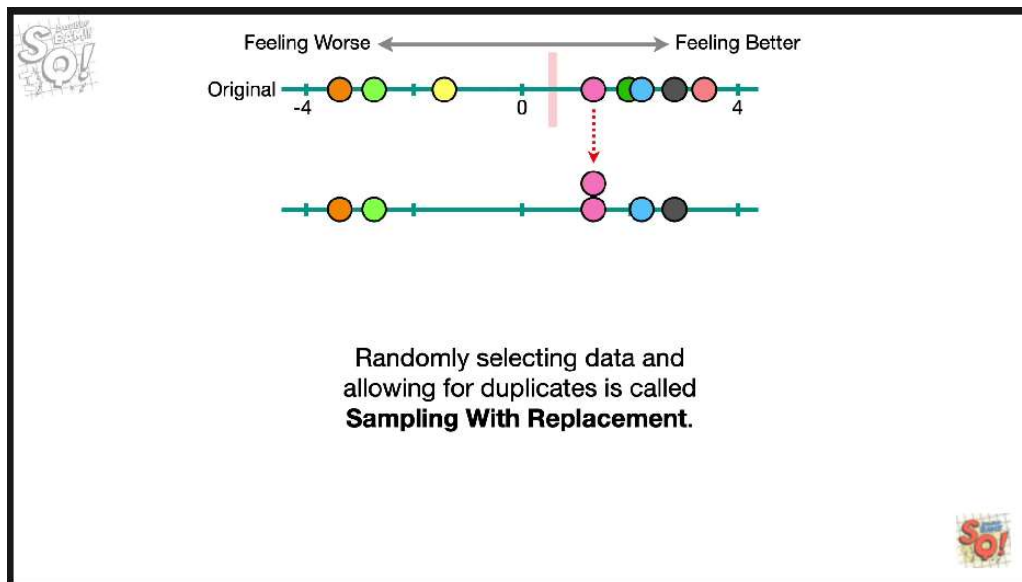 Feeling Worse
Feeling Better
Original
-4
0
4
Randomly selecting data and
allowing for duplicates is called
Sampling With Replacement.
SQ!